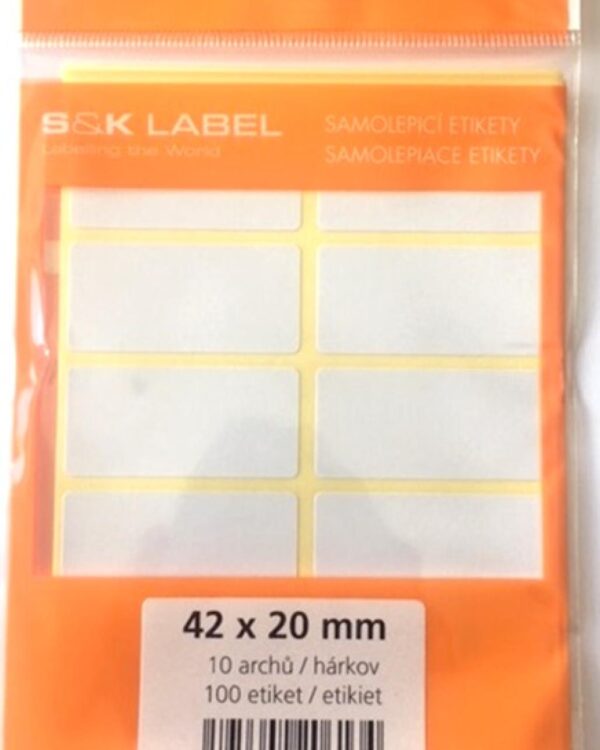 S&K LABEL
Labelling the World
SAMOLEPICÍ ETIKETY
SAMOLEPIACE ETIKETY
42 x 20 mm
10 archů / hárkov
100 etiket / etikiet